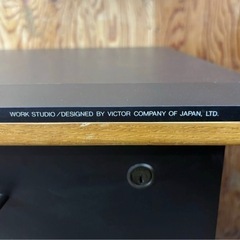 WORK STUDIO/DESIGNED BY VICTOR COMPANY OF JAPAN, LTD.